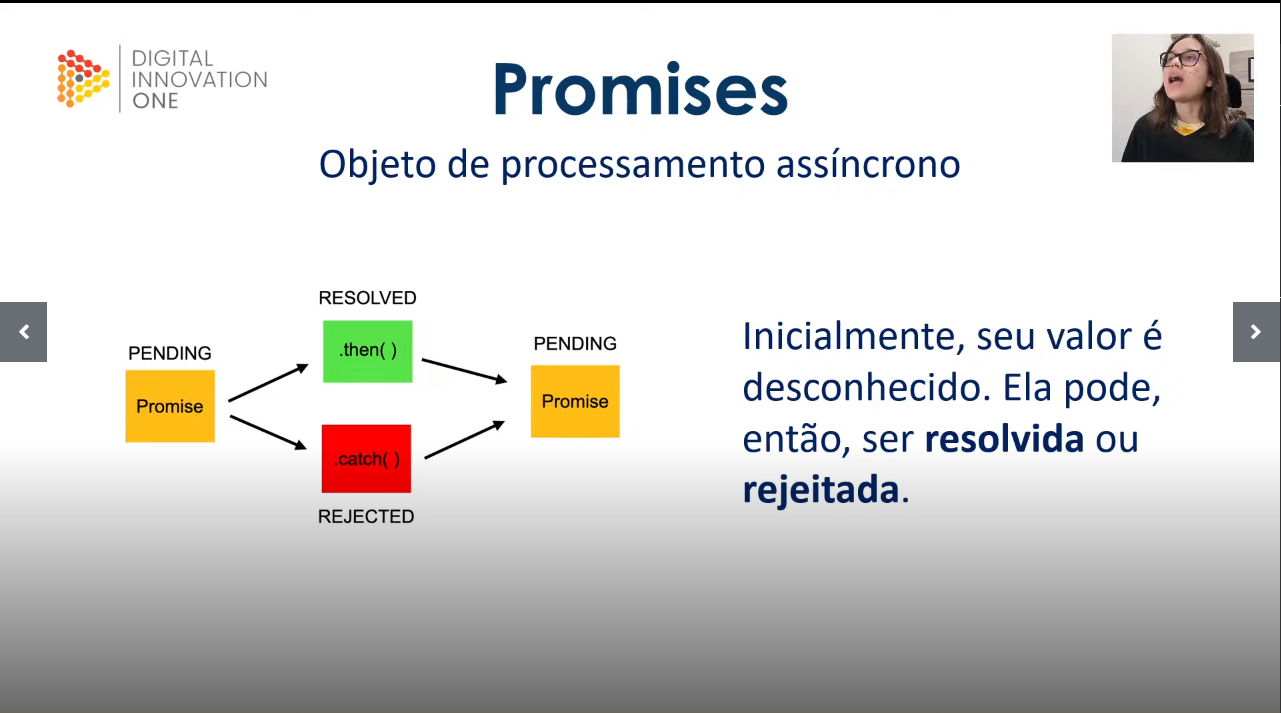 DIGITAL
INNOVATION
ONE
Promises
Objeto de processamento assíncrono
RESOLVED
.then( )
PENDING
Promise
PENDING
Promise
.catch( )
REJECTED
Inicialmente, seu valor é
desconhecido. Ela pode,
então, ser resolvida ou
rejeitada.